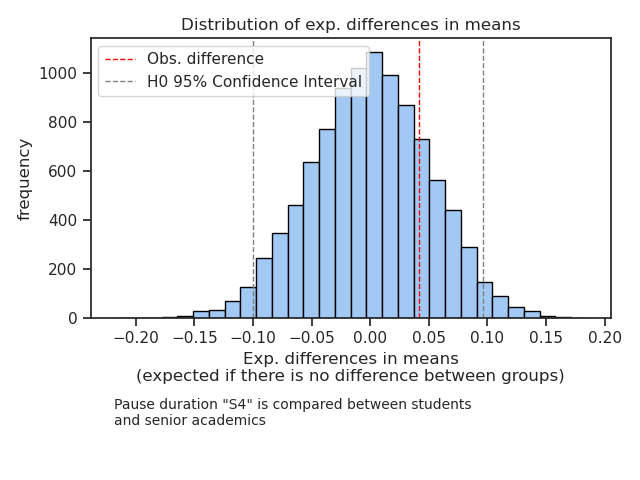 Distribution of exp. differences in means
Obs. difference
H0 95% Confidence Interval
frequency
1000
800
600
400
200
0
−0.20 −0.15 −0.10 −0.05 0.00 0.05 0.10 0.15 0.20
Exp. differences in means
(expected if there is no difference between groups)
Pause duration "S4" is compared between students
and senior academics